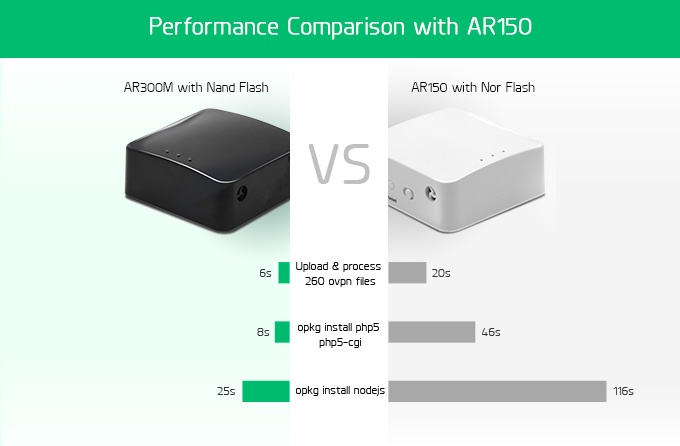 Performance Comparison with AR150
AR300M with Nand Flash
AR150 with Nor Flash
VS
6s
Upload & process
260 ovpn files
20s
8s
opkg install php5
php5-cgi
46s
25s
opkg install nodejs
116s